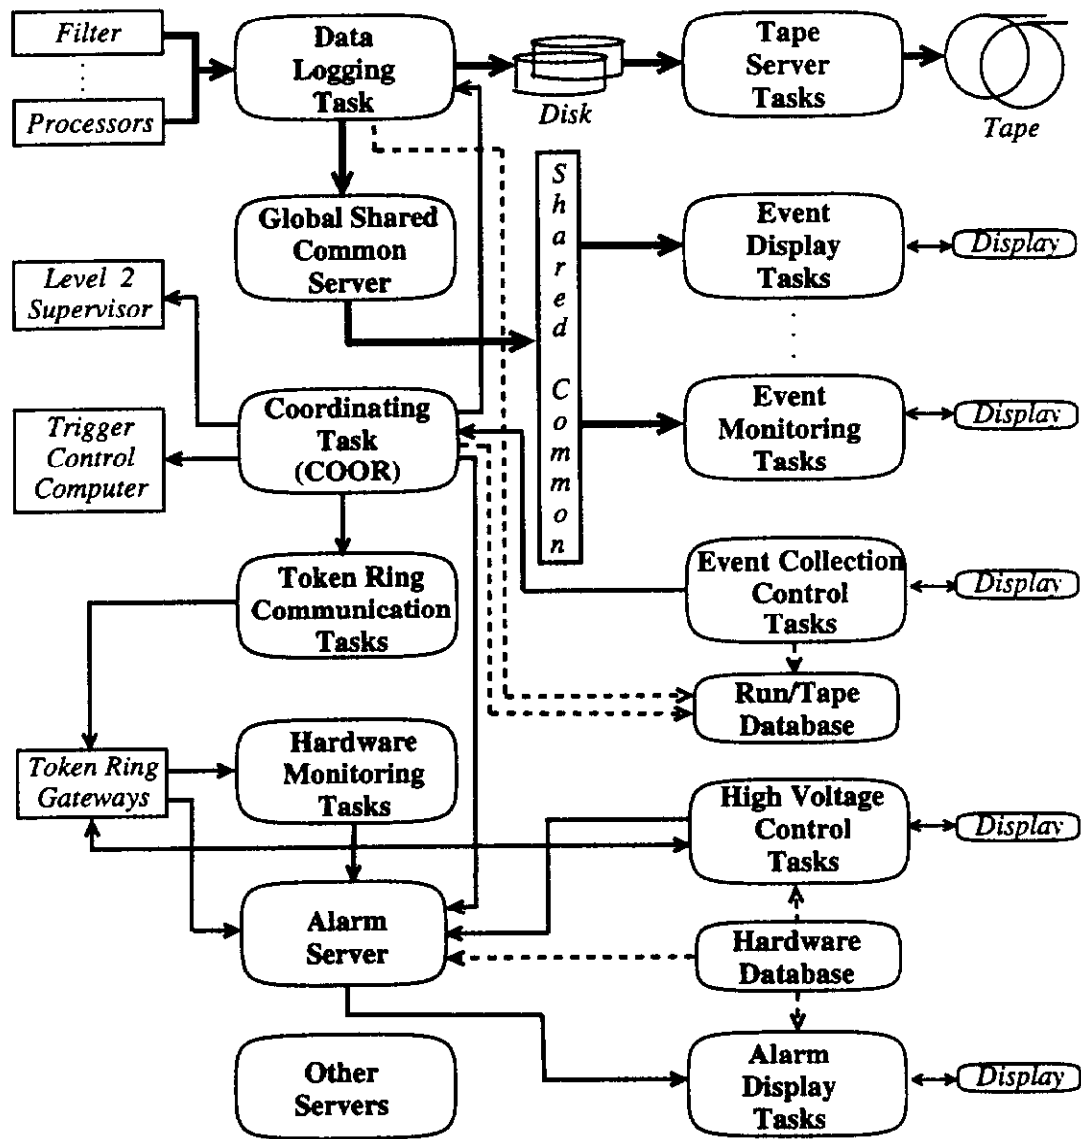 Filter
Processors
Data
Logging
Task
Disk
Tape
Server
Tasks
Tape
Global Shared
Common
Server
Shared Common
Event
Display
Tasks
Display
Level 2
Supervisor
Coordinating
Task
(COOR)
Event
Monitoring
Tasks
Display
Trigger
Control
Computer
Token Ring
Communication
Tasks
Event Collection
Control
Tasks
Display
Run/Tape
Database
Token Ring
Gateways
Hardware
Monitoring
Tasks
High Voltage
Control
Tasks
Display
Alarm
Server
Hardware
Database
Other
Servers
Alarm
Display
Tasks
Display